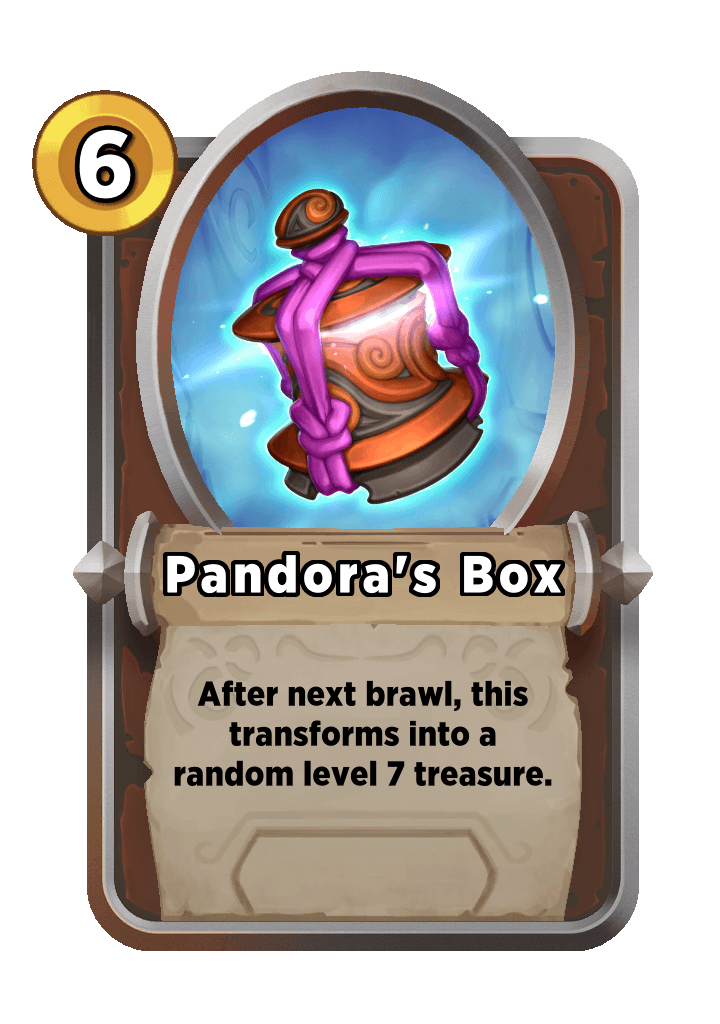 6
Pandora's Box
After next brawl, this
transforms into a
random level 7 treasure.